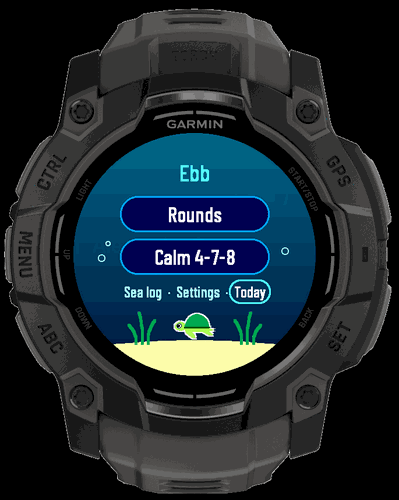 GARMIN
CTRL
GPS
LIGHT
START/STOP
Ebb
Rounds
MENU
UP
Calm 4-7-8
Sea log · Settings · Today
DOWN
BACK
ABC
SET